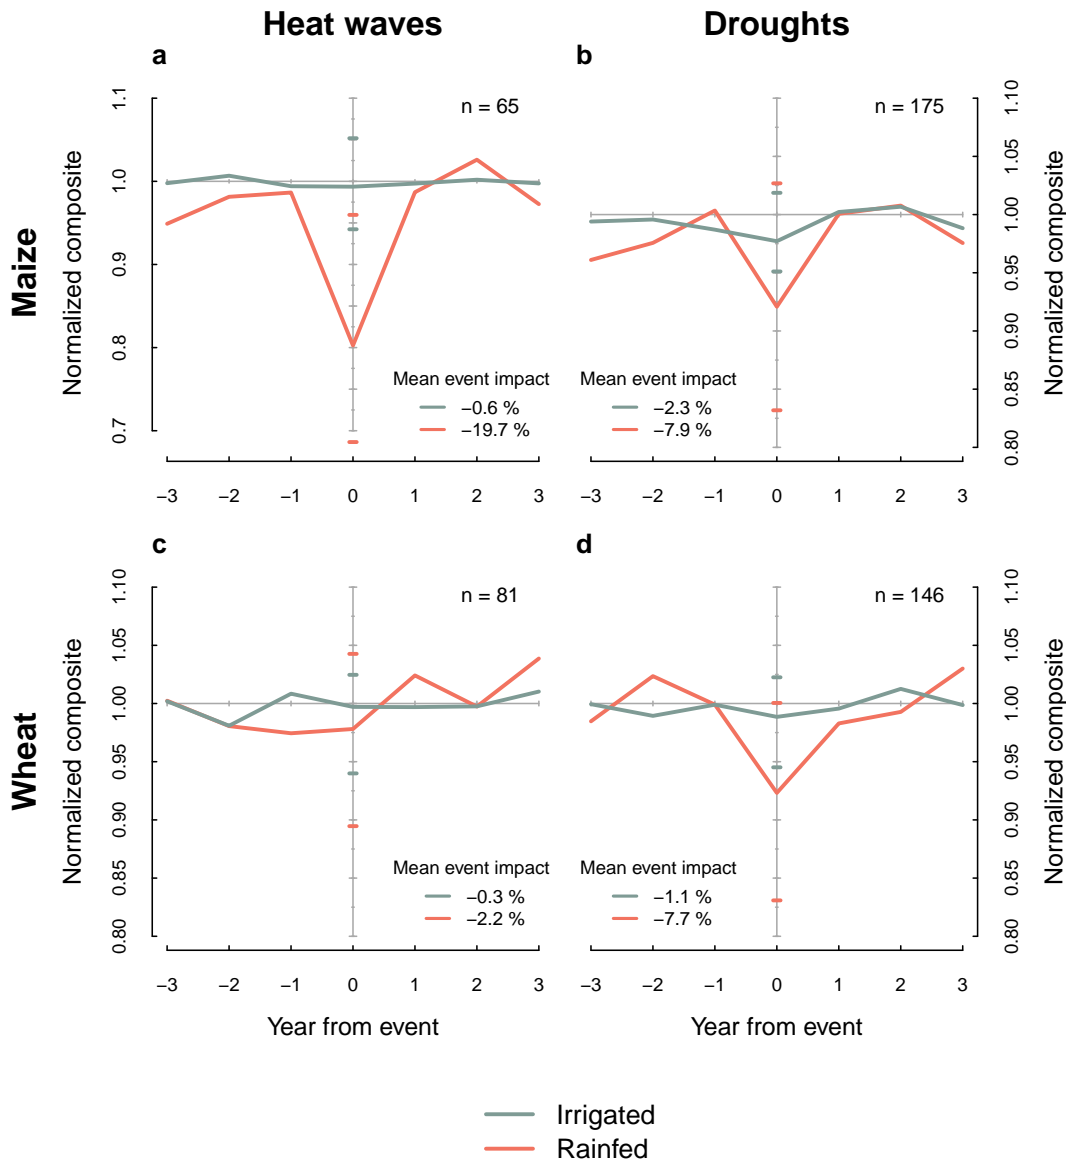 Heat waves
Droughts
a
b
n = 65
n = 175
Maize
Normalized composite
1.1
1.0
0.9
0.8
0.7
Mean event impact
−0.6 %
−19.7 %
Mean event impact
−2.3 %
−7.9 %
1.10
1.05
1.00
0.95
0.90
0.85
0.80
Normalized composite
−3 −2 −1 0 1 2 3
−3 −2 −1 0 1 2 3
c
d
n = 81
n = 146
Wheat
Normalized composite
1.10
1.05
1.00
0.95
0.90
0.85
0.80
Mean event impact
−0.3 %
−2.2 %
Mean event impact
−1.1 %
−7.7 %
1.10
1.05
1.00
0.95
0.90
0.85
0.80
Normalized composite
−3 −2 −1 0 1 2 3
−3 −2 −1 0 1 2 3
Year from event
Year from event
Irrigated
Rainfed